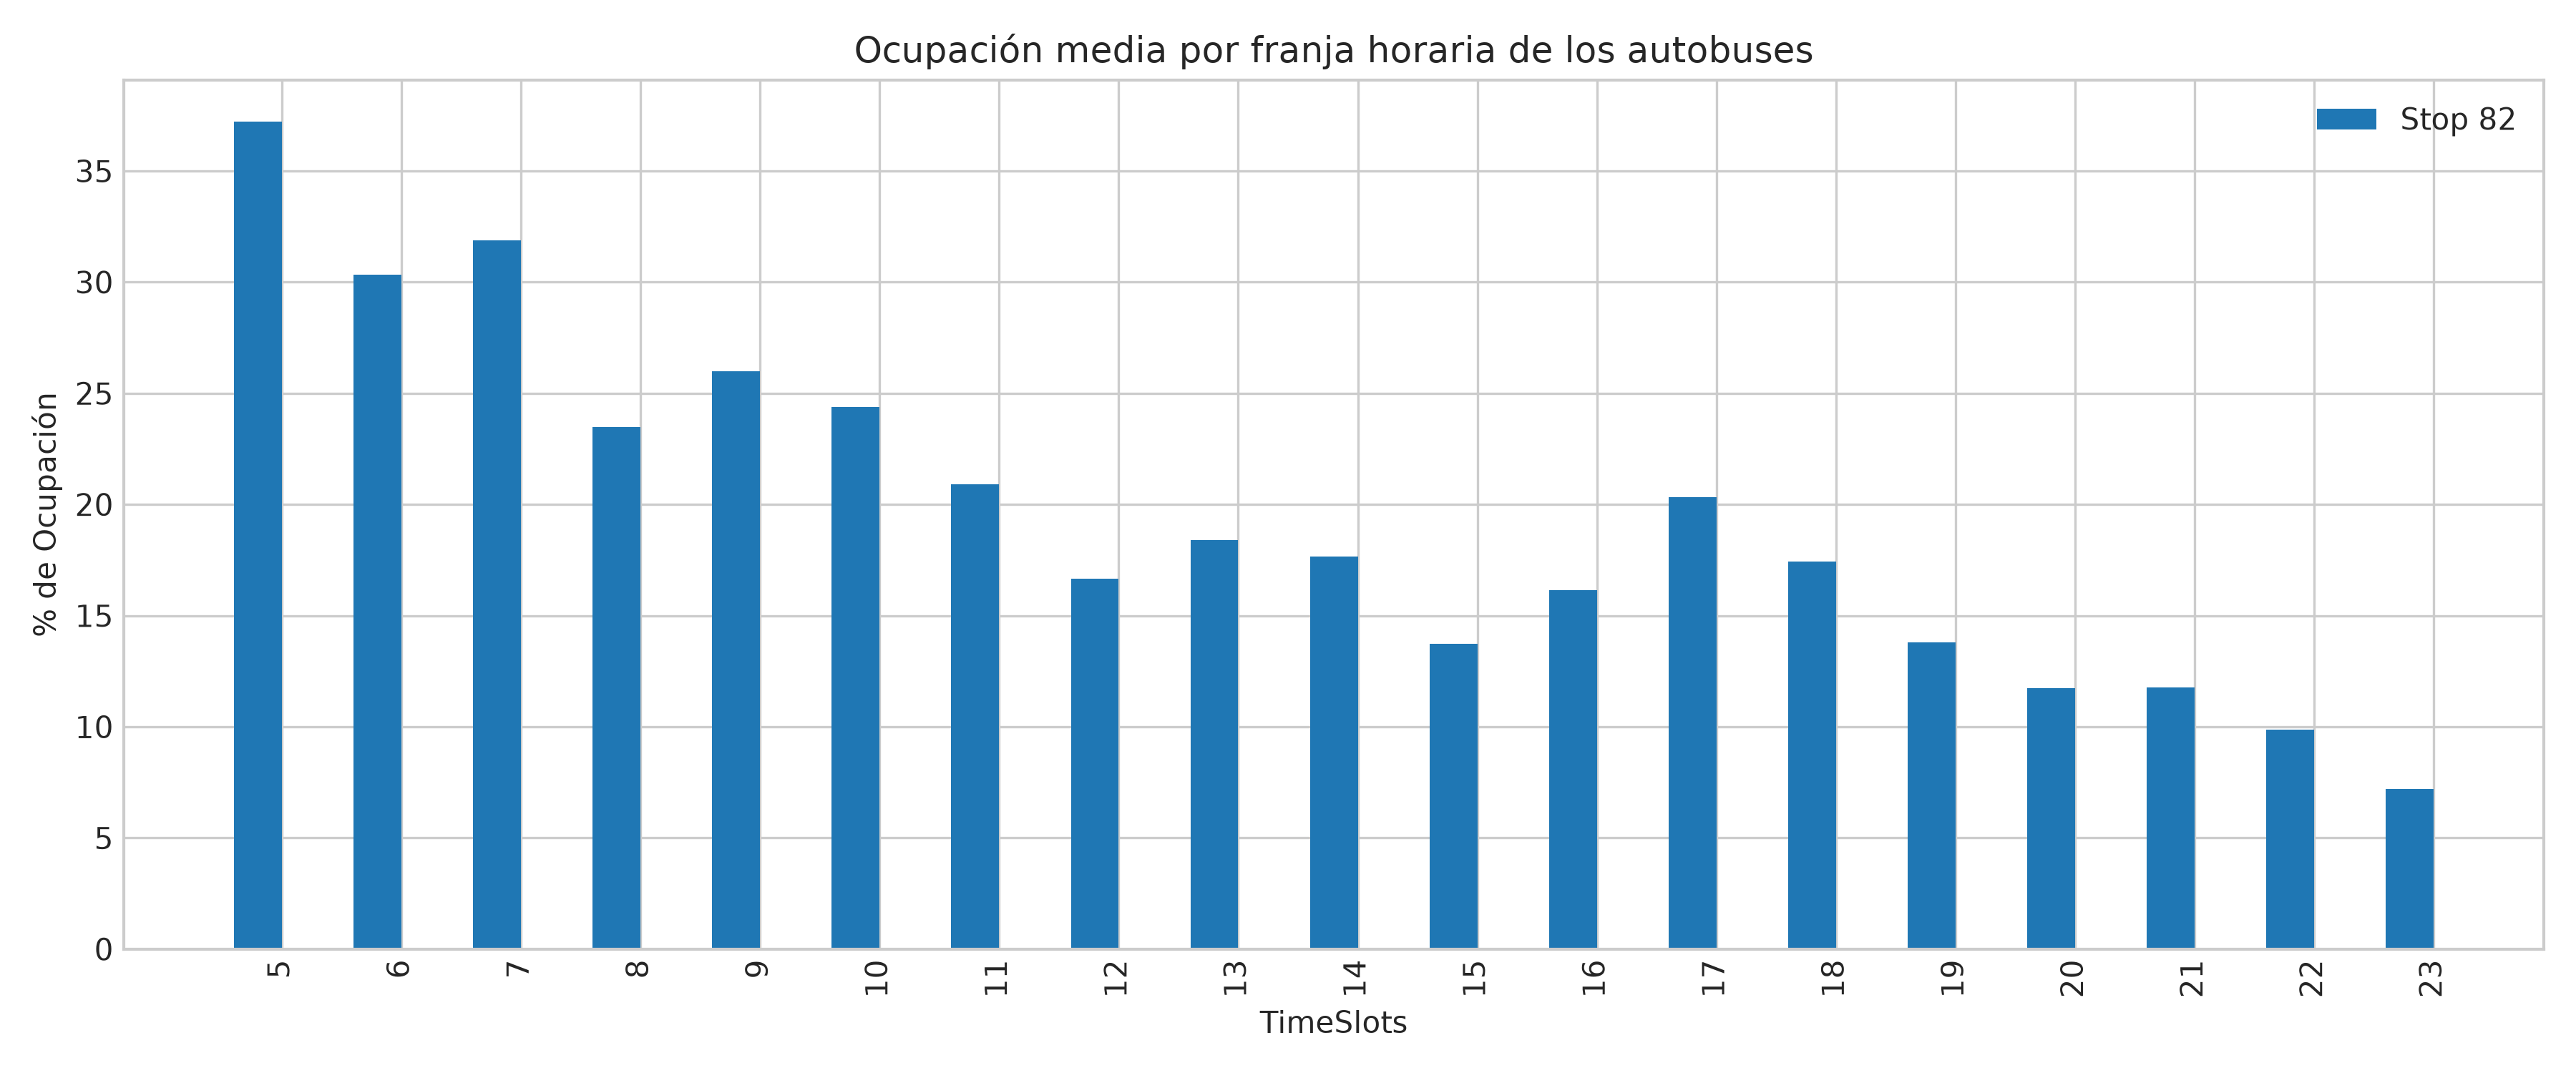 Ocupación media por franja horaria de los autobuses
Stop 82
% de Ocupación
35
30
25
20
15
10
5
0
5 6 7 8 9 10 11 12 13 14 15 16 17 18 19 20 21 22 23
TimeSlots